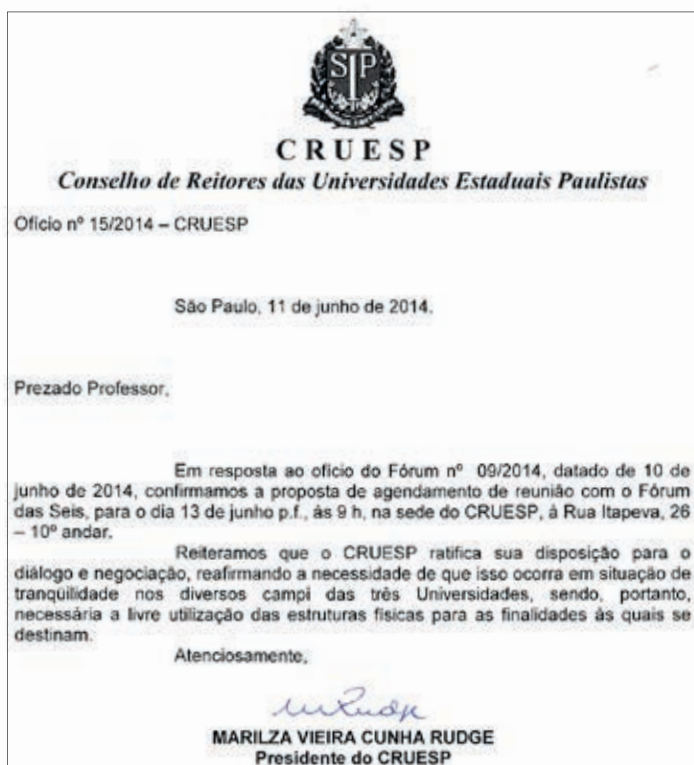 SP
CRUESP
Conselho de Reitores das Universidades Estaduais Paulistas
Ofício nº 15/2014 – CRUESP
São Paulo, 11 de junho de 2014.
Prezado Professor,
Em resposta ao ofício do Fórum nº 09/2014, datado de 10 de
junho de 2014, confirmamos a proposta de agendamento de reunião com o Fórum
das Seis, para o dia 13 de junho p.f., às 9 h, na sede do CRUESP, à Rua Itapeva, 26
– 10º andar.
Reiteramos que o CRUESP ratifica sua disposição para o
diálogo e negociação, reafirmando a necessidade de que isso ocorra em situação de
tranqüilidade nos diversos campi das três Universidades, sendo, portanto,
necessária a livre utilização das estruturas físicas para as finalidades às quais se
destinam.
Atenciosamente,
MARILZA VIEIRA CUNHA RUDGE
Presidente do CRUESP